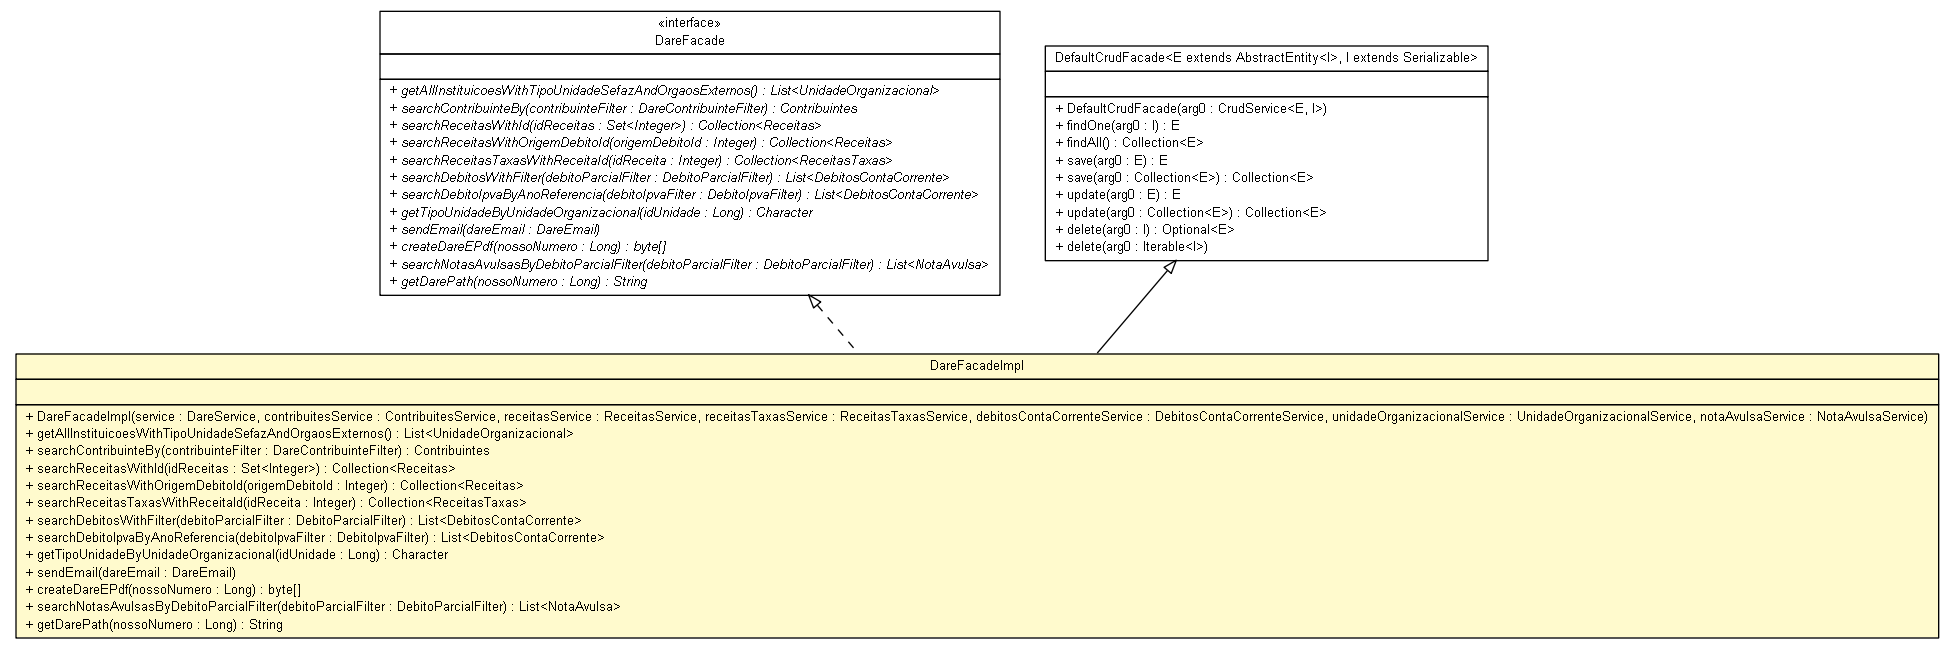 «interface»
DareFacade
+ getAllInstituicoesWithTipoUnidadeSefazAndOrgaosExternos() : List<UnidadeOrganizacional>
+ searchContribuinteBy(contribuinteFilter : DareContribuinteFilter) : Contribuintes
+ searchReceitasWithId(idReceitas : Set<Integer>) : Collection<Receitas>
+ searchReceitasWithOrigemDebitoId(origemDebitoId : Integer) : Collection<Receitas>
+ searchReceitasTaxasWithReceitaId(idReceita : Integer) : Collection<ReceitasTaxas>
+ searchDebitosWithFilter(debitoParcialFilter : DebitoParcialFilter) : List<DebitosContaCorrente>
+ searchDebitoIpvaByAnoReferencia(debitoIpvaFilter : DebitoIpvaFilter) : List<DebitosContaCorrente>
+ getTipoUnidadeByUnidadeOrganizacional(idUnidade : Long) : Character
+ sendEmail(dareEmail : DareEmail)
+ createDareEPdf(nossoNumero : Long) : byte[]
+ searchNotasAvulsasByDebitoParcialFilter(debitoParcialFilter : DebitoParcialFilter) : List<NotaAvulsa>
+ getDarePath(nossoNumero : Long) : String
DefaultCrudFacade<E extends AbstractEntity<I>, I extends Serializable>
+ DefaultCrudFacade(arg0 : CrudService<E, I>)
+ findOne(arg0 : I) : E
+ findAll() : Collection<E>
+ save(arg0 : E) : E
+ save(arg0 : Collection<E>) : Collection<E>
+ update(arg0 : E) : E
+ update(arg0 : Collection<E>) : Collection<E>
+ delete(arg0 : I) : Optional<E>
+ delete(arg0 : Iterable<I>)
DareFacadeImpl
+ DareFacadeImpl(service : DareService, contribuitesService : ContribuitesService, receitasService : ReceitasService, receitasTaxasService : ReceitasTaxasService, debitosContaCorrenteService : DebitosContaCorrenteService, unidadeOrganizacionalService : UnidadeOrganizacionalService, notaAvulsaService : NotaAvulsaService)
+ getAllInstituicoesWithTipoUnidadeSefazAndOrgaosExternos() : List<UnidadeOrganizacional>
+ searchContribuinteBy(contribuinteFilter : DareContribuinteFilter) : Contribuintes
+ searchReceitasWithId(idReceitas : Set<Integer>) : Collection<Receitas>
+ searchReceitasWithOrigemDebitoId(origemDebitoId : Integer) : Collection<Receitas>
+ searchReceitasTaxasWithReceitaId(idReceita : Integer) : Collection<ReceitasTaxas>
+ searchDebitosWithFilter(debitoParcialFilter : DebitoParcialFilter) : List<DebitosContaCorrente>
+ searchDebitoIpvaByAnoReferencia(debitoIpvaFilter : DebitoIpvaFilter) : List<DebitosContaCorrente>
+ getTipoUnidadeByUnidadeOrganizacional(idUnidade : Long) : Character
+ sendEmail(dareEmail : DareEmail)
+ createDareEPdf(nossoNumero : Long) : byte[]
+ searchNotasAvulsasByDebitoParcialFilter(debitoParcialFilter : DebitoParcialFilter) : List<NotaAvulsa>
+ getDarePath(nossoNumero : Long) : String